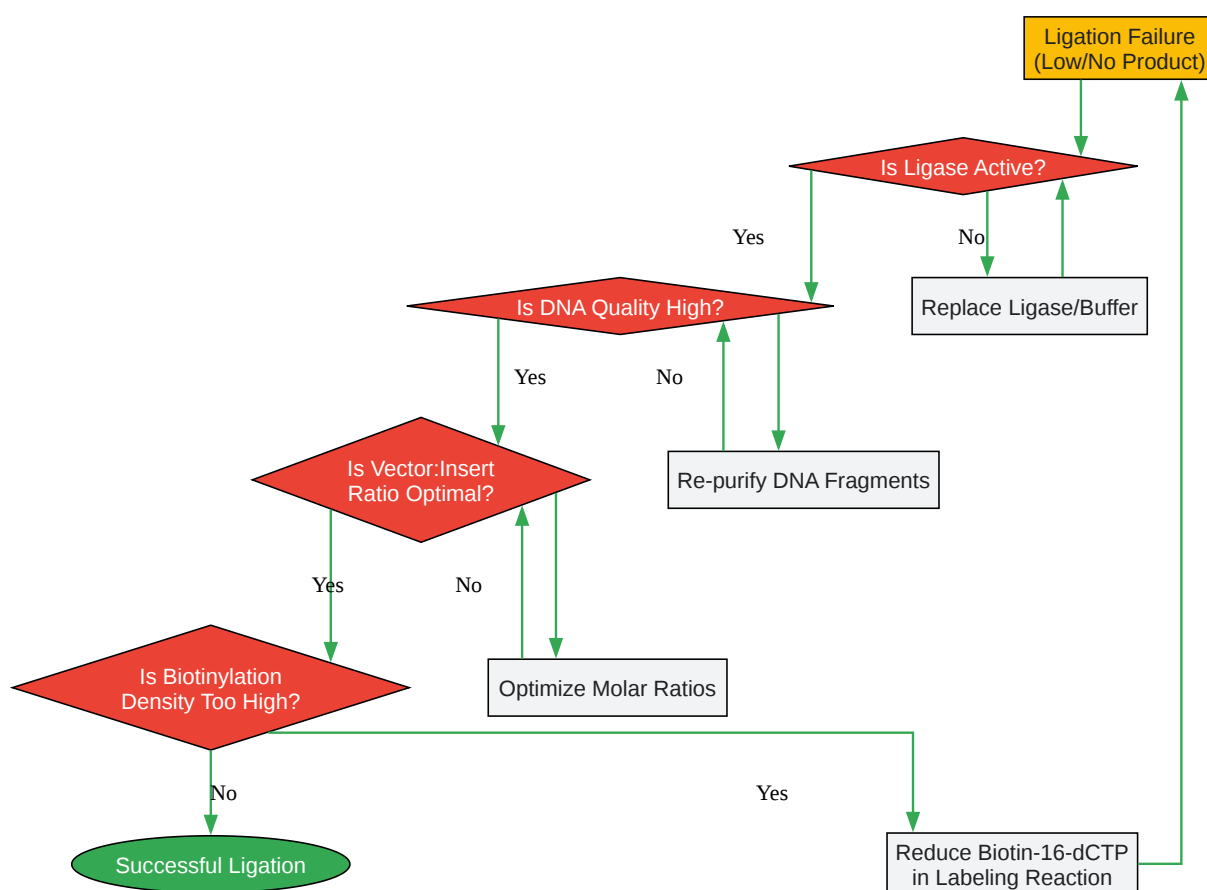 Ligation Failure
(Low/No Product)
Is Ligase Active?
Yes
No
Is DNA Quality High?
Replace Ligase/Buffer
Yes
No
Is Vector:Insert
Ratio Optimal?
Re-purify DNA Fragments
Yes
No
Is Biotinylation
Density Too High?
Optimize Molar Ratios
No
Yes
Successful Ligation
Reduce Biotin-16-dCTP
in Labeling Reaction